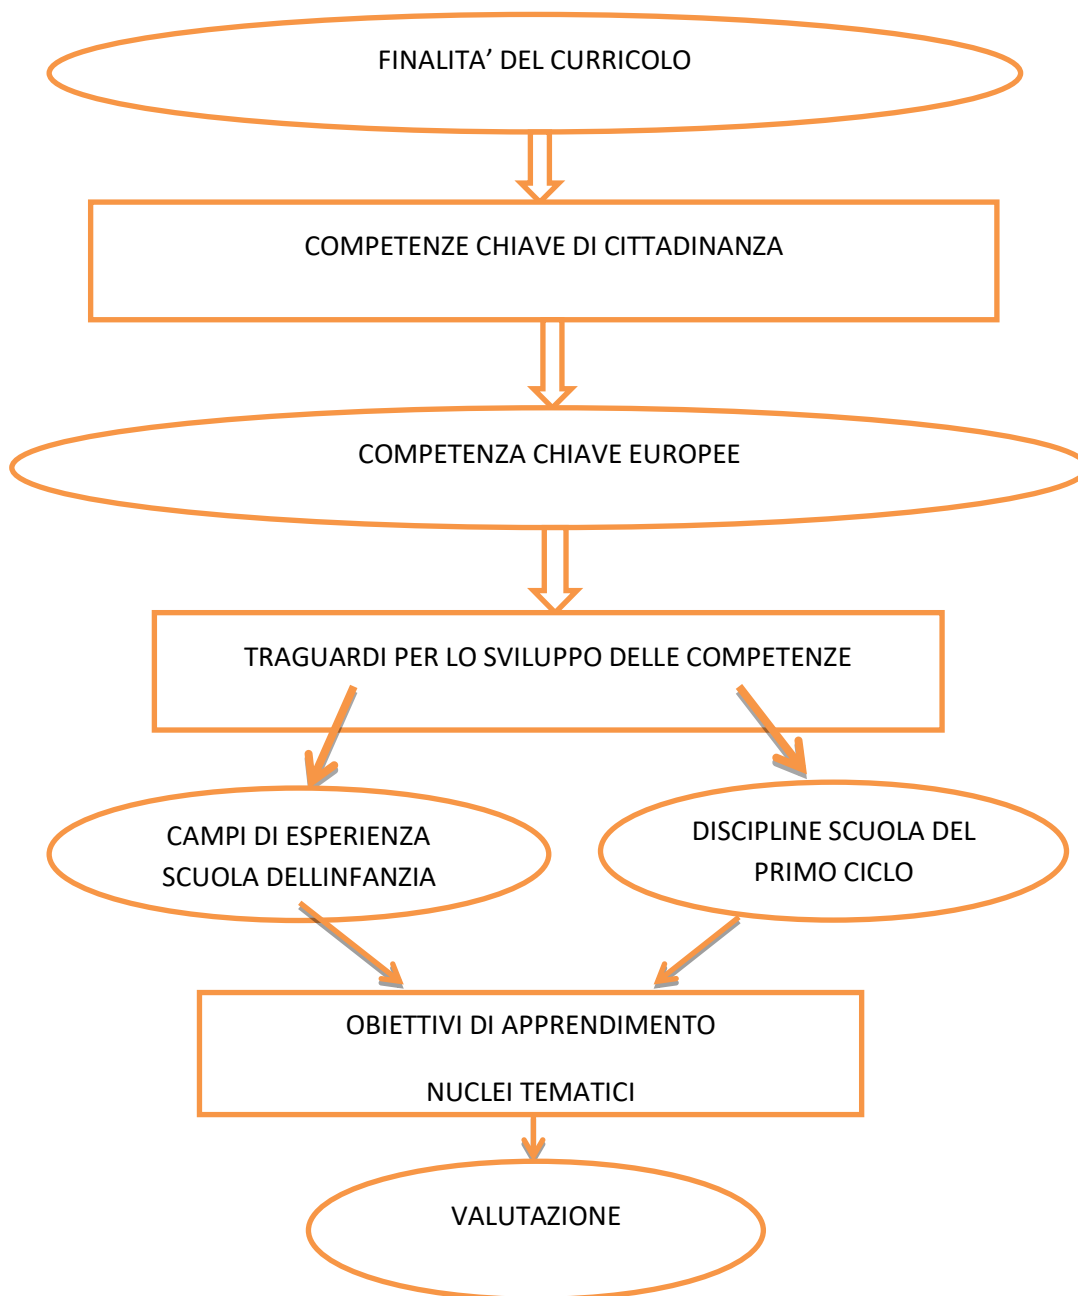 FINALITA’ DEL CURRICOLO
COMPETENZE CHIAVE DI CITTADINANZA
COMPETENZA CHIAVE EUROPEE
TRAGUARDI PER LO SVILUPPO DELLE COMPETENZE
CAMPI DI ESPERIENZA
SCUOLA DELLINFANZIA
DISCIPLINE SCUOLA DEL
PRIMO CICLO
OBIETTIVI DI APPRENDIMENTO
NUCLEI TEMATICI
VALUTAZIONE